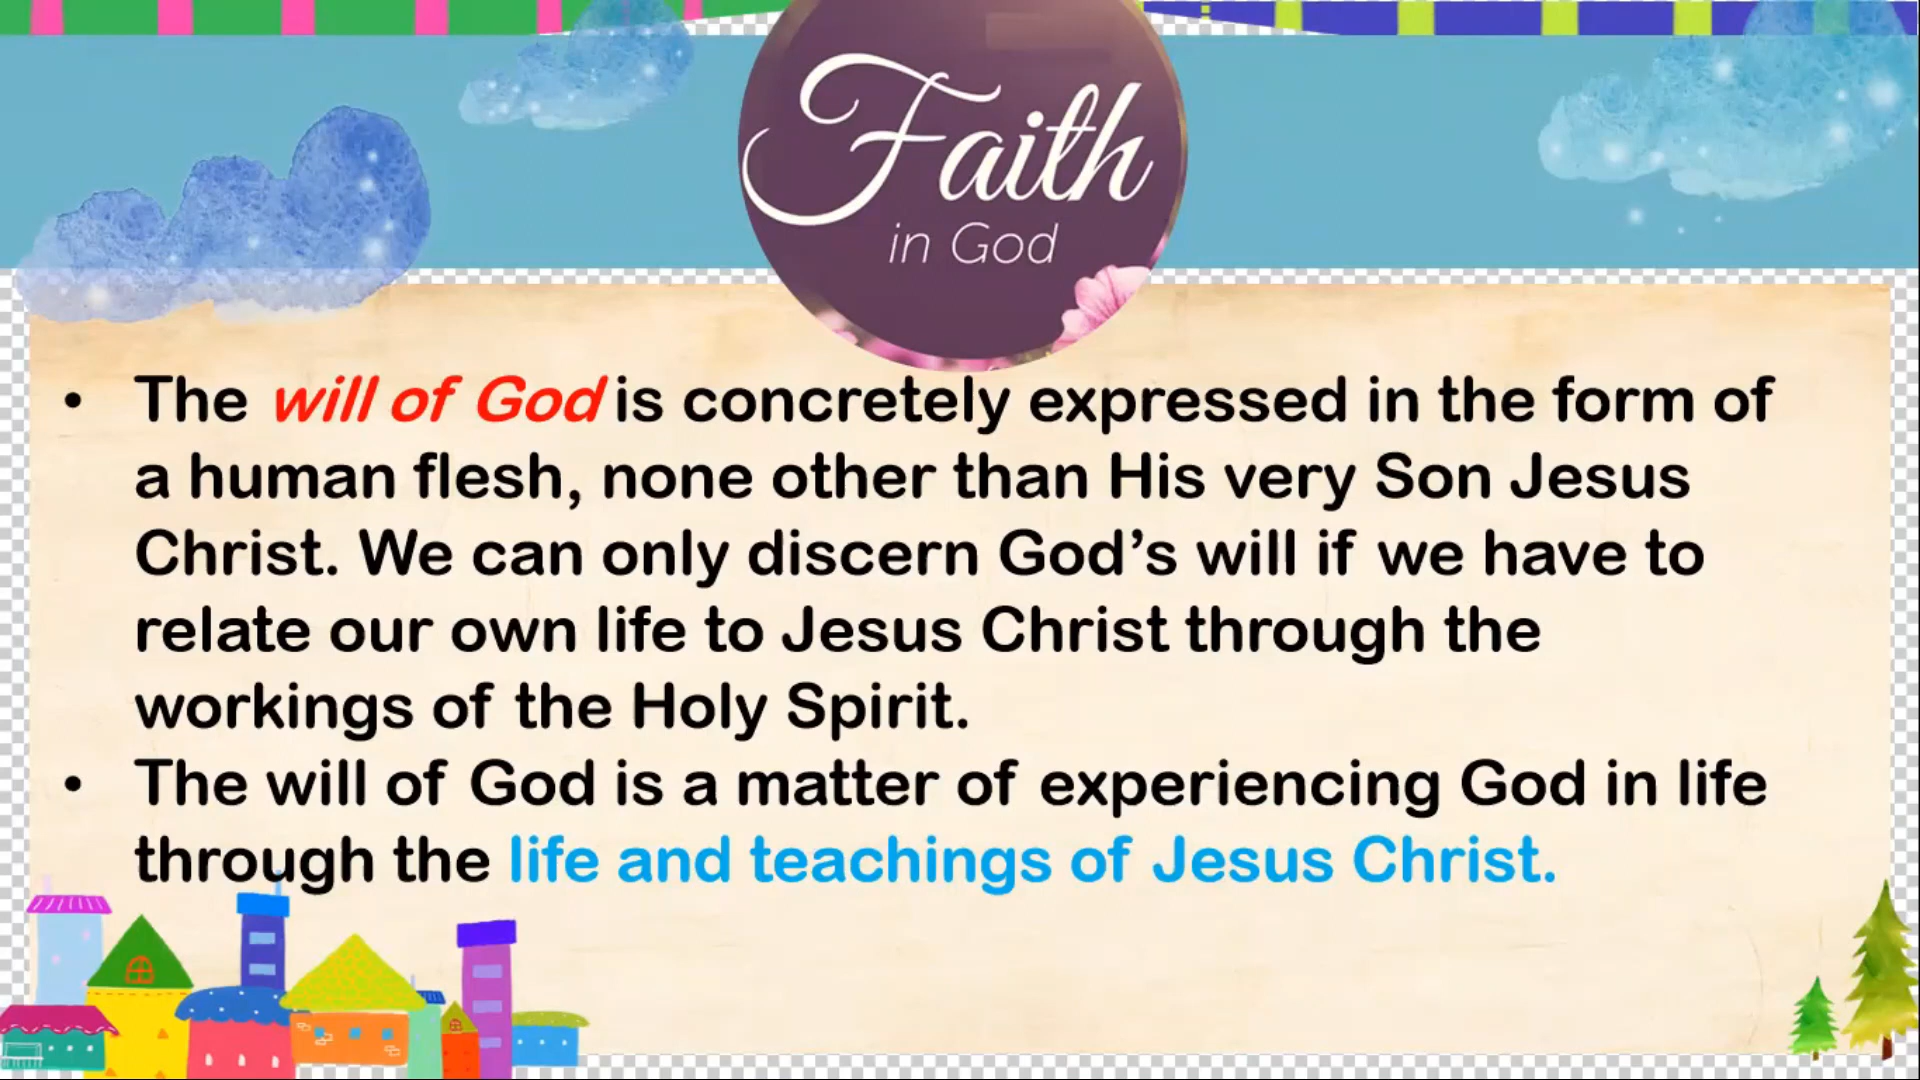 Faith
in God
• The will of God is concretely expressed in the form of
a human flesh, none other than His very Son Jesus
Christ. We can only discern God’s will if we have to
relate our own life to Jesus Christ through the
workings of the Holy Spirit.
• The will of God is a matter of experiencing God in life
through the life and teachings of Jesus Christ.